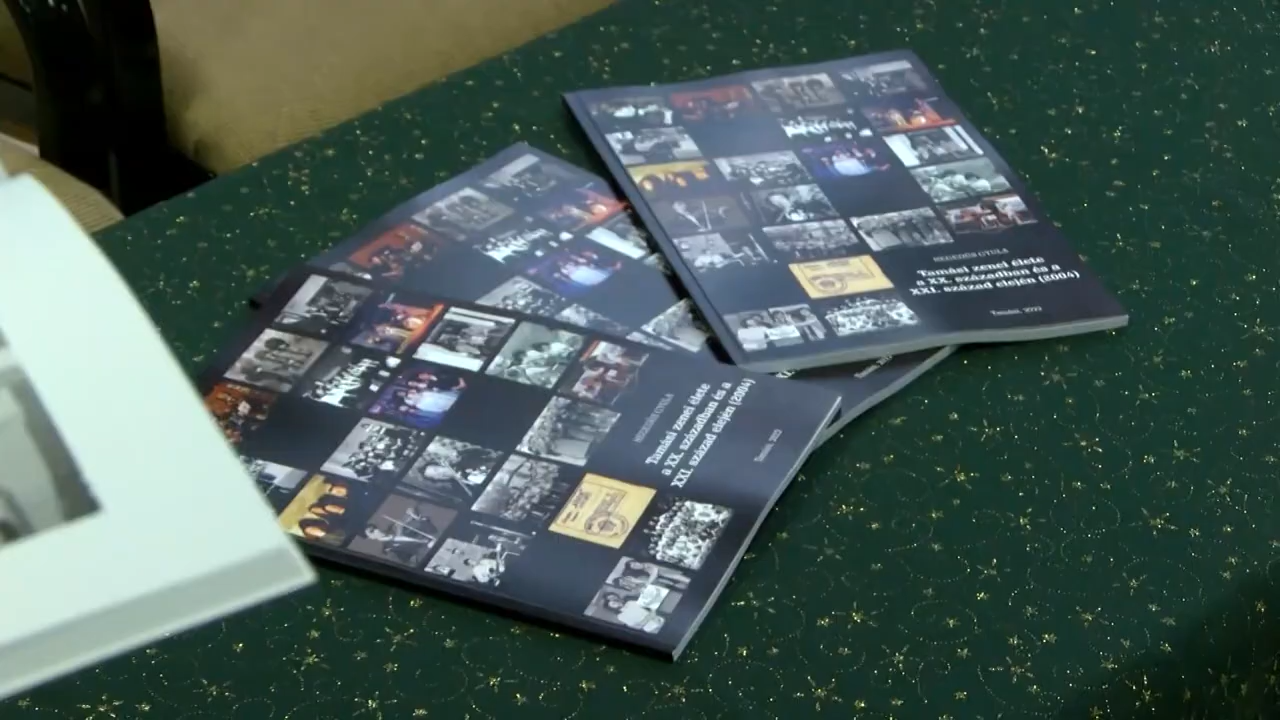 HEGEDŰS GYULA
Tamási zenei élete
a XX. században és a
XXI. század elején (2004)
Tamási, 2022
HEGEDŰS GYULA
Tamási zenei élete
a XX. században és a
XXI. század elején (2004)
Tamási, 2022